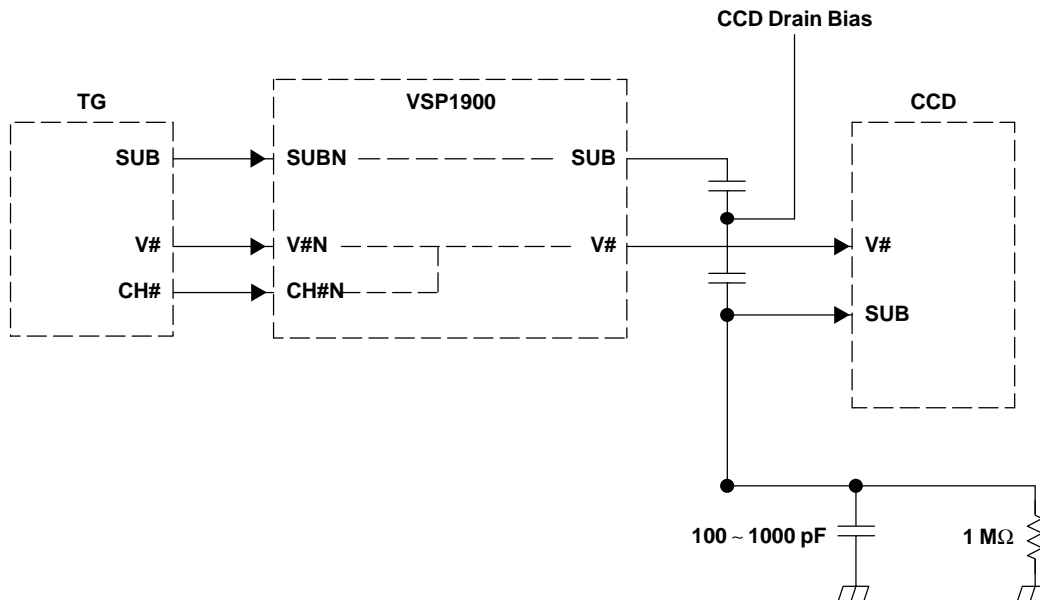 CCD Drain Bias
TG
VSP1900
CCD
SUB
SUBN
SUB
V#
V#N
V#
V#
CH#
CH#N
SUB
100 ~ 1000 pF
1 MΩ